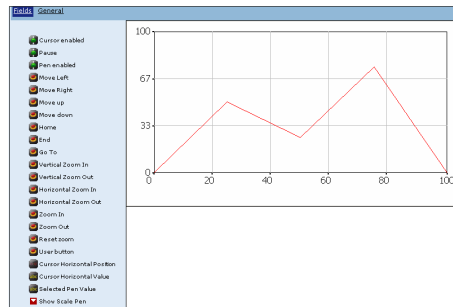 Fields General
Cursor enabled
Pause
Pen enabled
Move Left
Move Right
Move up
Move down
Home
End
Go To
Vertical Zoom In
Vertical Zoom Out
Horizontal Zoom In
Horizontal Zoom Out
Zoom In
Zoom Out
Reset zoom
User button
Cursor Horizontal Position
Cursor Horizontal Value
Selected Pen Value
Show Scale Pen
100
67
33
0
0 20 40 60 80 100